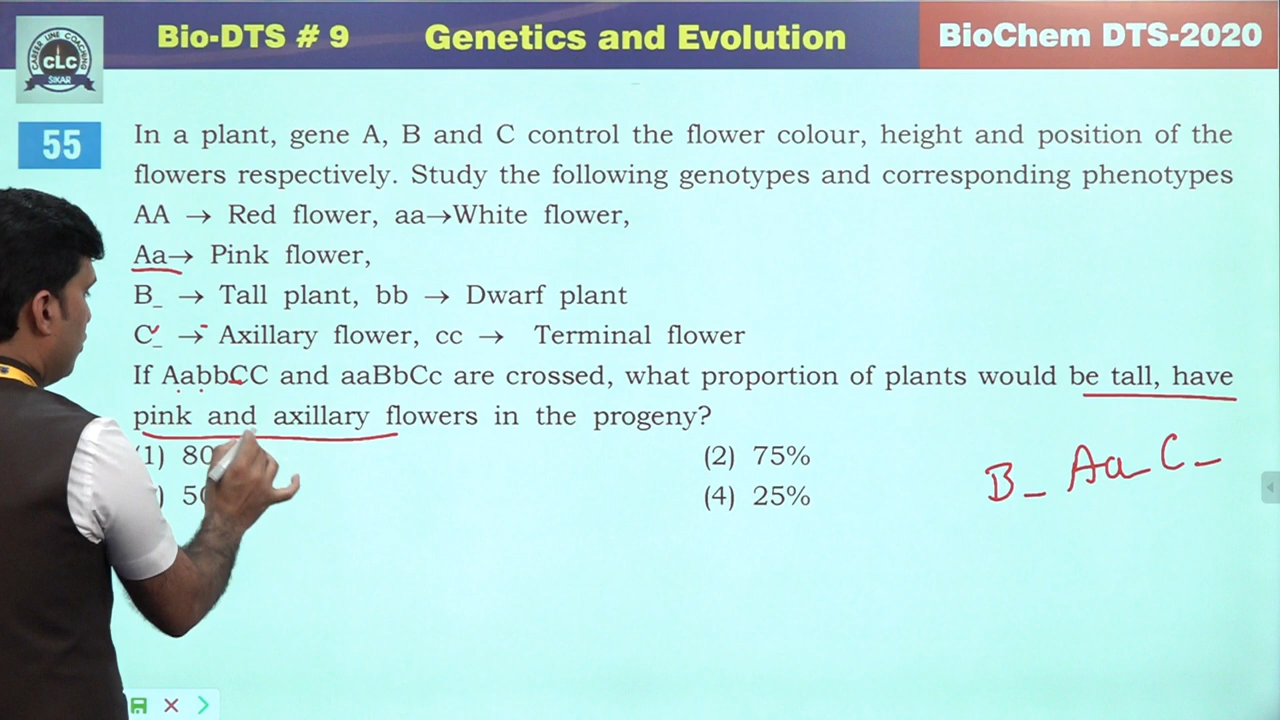 Bio-DTS # 9 Genetics and Evolution BioChem DTS-2020
CAREER LINE COACHING
CLC
SIKAR
55
In a plant, gene A, B and C control the flower colour, height and position of the
flowers respectively. Study the following genotypes and corresponding phenotypes
AA → Red flower, aa→White flower,
Aa→ Pink flower,
B_ → Tall plant, bb → Dwarf plant
C_ → Axillary flower, cc → Terminal flower
If AabbCC and aaBbCc are crossed, what proportion of plants would be tall, have
pink and axillary flowers in the progeny?
1) 80 (2) 75%
) 50 (4) 25%
B_ Aa C_